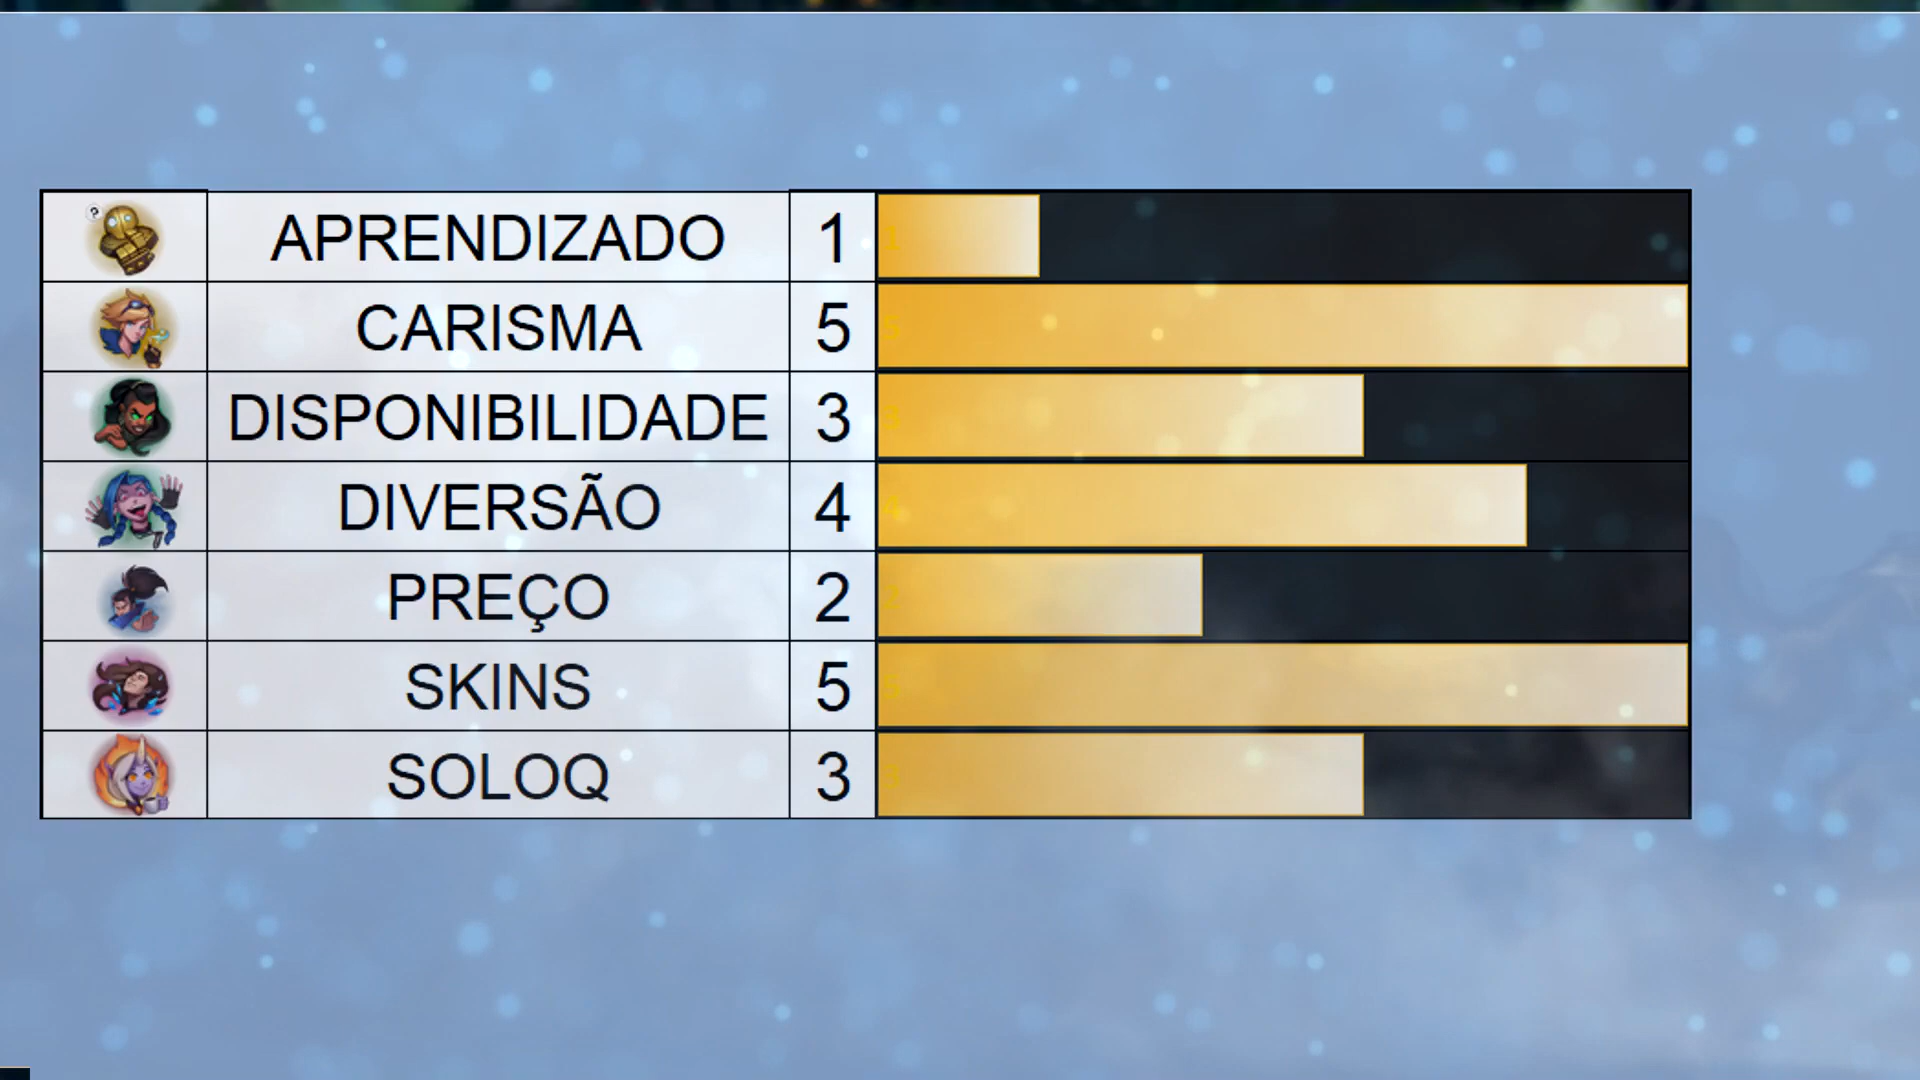 APRENDIZADO 1
CARISMA 5
DISPONIBILIDADE 3
DIVERSÃO 4
PREÇO 2
SKINS 5
SOLOQ 3